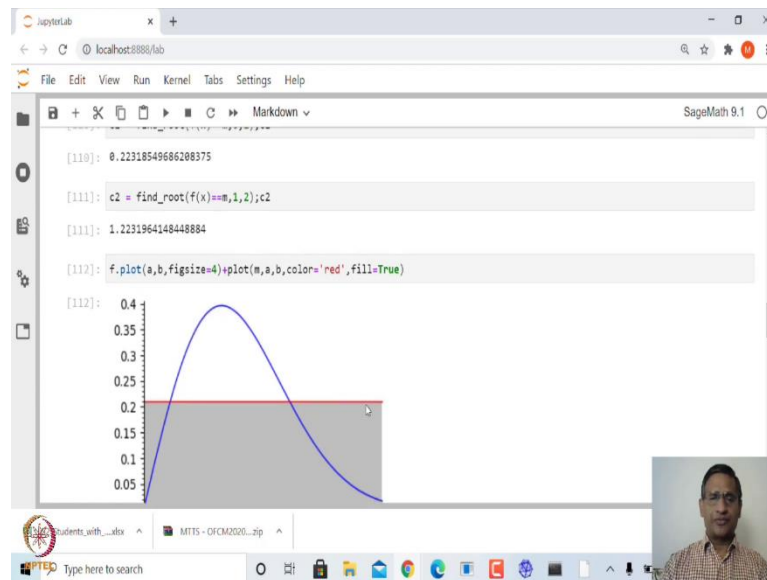 JupyterLab
localhost:8888/lab
M
File Edit View Run Kernel Tabs Settings Help
Markdown
SageMath 9.1
[110]: 0.22318549686208375
[111]: c2 = find_root(f(x)==m,1,2);c2
[111]: 1.2231964148448884
[112]: f.plot(a,b,figsize=4)+plot(m,a,b,color='red',fill=True)
[112]:
0.4
0.35
0.3
0.25
0.2
0.15
0.1
0.05
MTTS - OFCM2020...zip
NPTEL
Type here to search